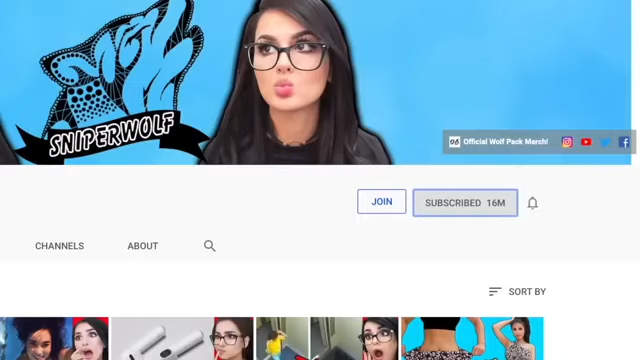 SNIPERWOLF
Official Wolf Pack Merch!
JOIN
SUBSCRIBED 16M
CHANNELS
ABOUT
SORT BY